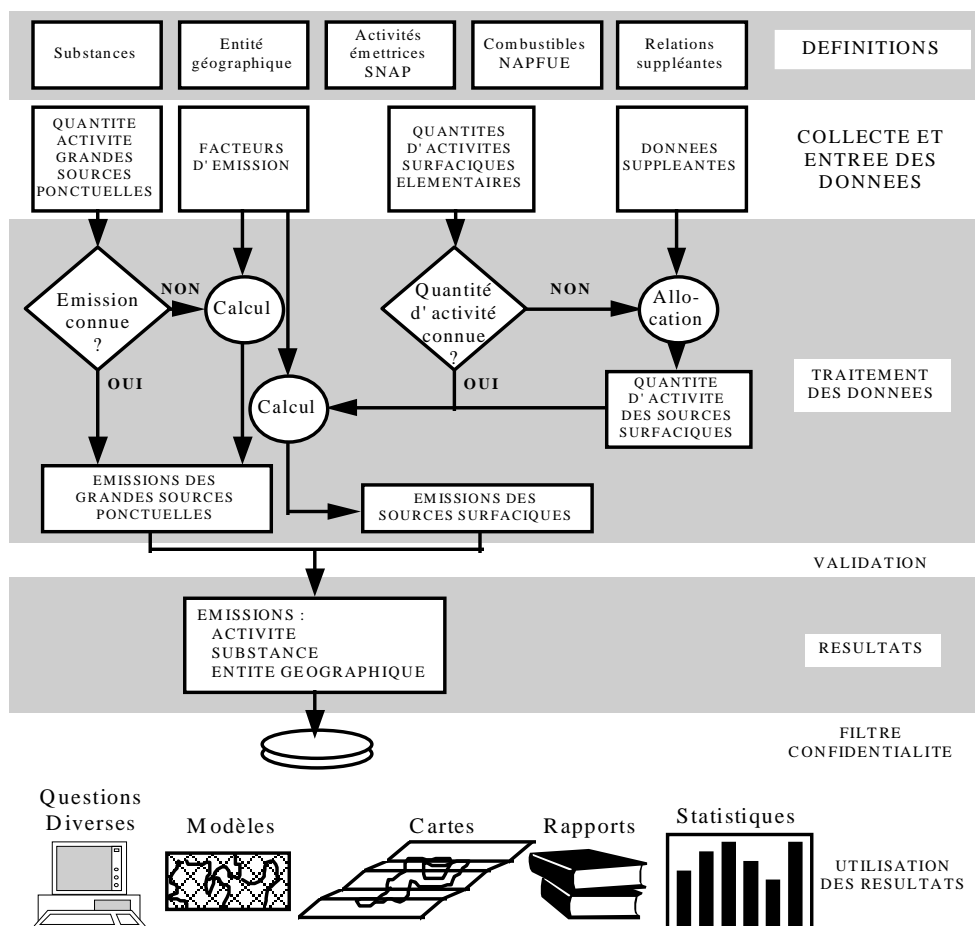 Substances
Entité
géographique
Activités
émettrices
SNAP
Combustibles
NAPFUE
Relations
suppléantes
DEFINITIONS
QUANTITE
ACTIVITE
GRANDES
SOURCES
PONCTUELLES
FACTEURS
D'EMISSION
QUANTITES
D'ACTIVITES
SURFACIQUES
ELEMENTAIRES
DONNEES
SUPPLEANTES
COLLECTE ET
ENTREE DES
DONNEES
Emission
connue
?
NON
Calcul
Quantité
d'activité
connue
?
NON
Allo-
cation
OUI
OUI
Calcul
QUANTITE
D'ACTIVITE
DES SOURCES
SURFACIQUES
TRAITEMENT
DES DONNEES
EMISSIONS DES
GRANDES SOURCES
PONCTUELLES
EMISSIONS DES
SOURCES SURFACIQUES
VALIDATION
EMISSIONS :
ACTIVITE
SUBSTANCE
ENTITE GEOGRAPHIQUE
RESULTATS
FILTRE
CONFIDENTIALITE
Questions
Diverses
Modèles
Cartes
Rapports
Statistiques
UTILISATION
DES RESULTATS